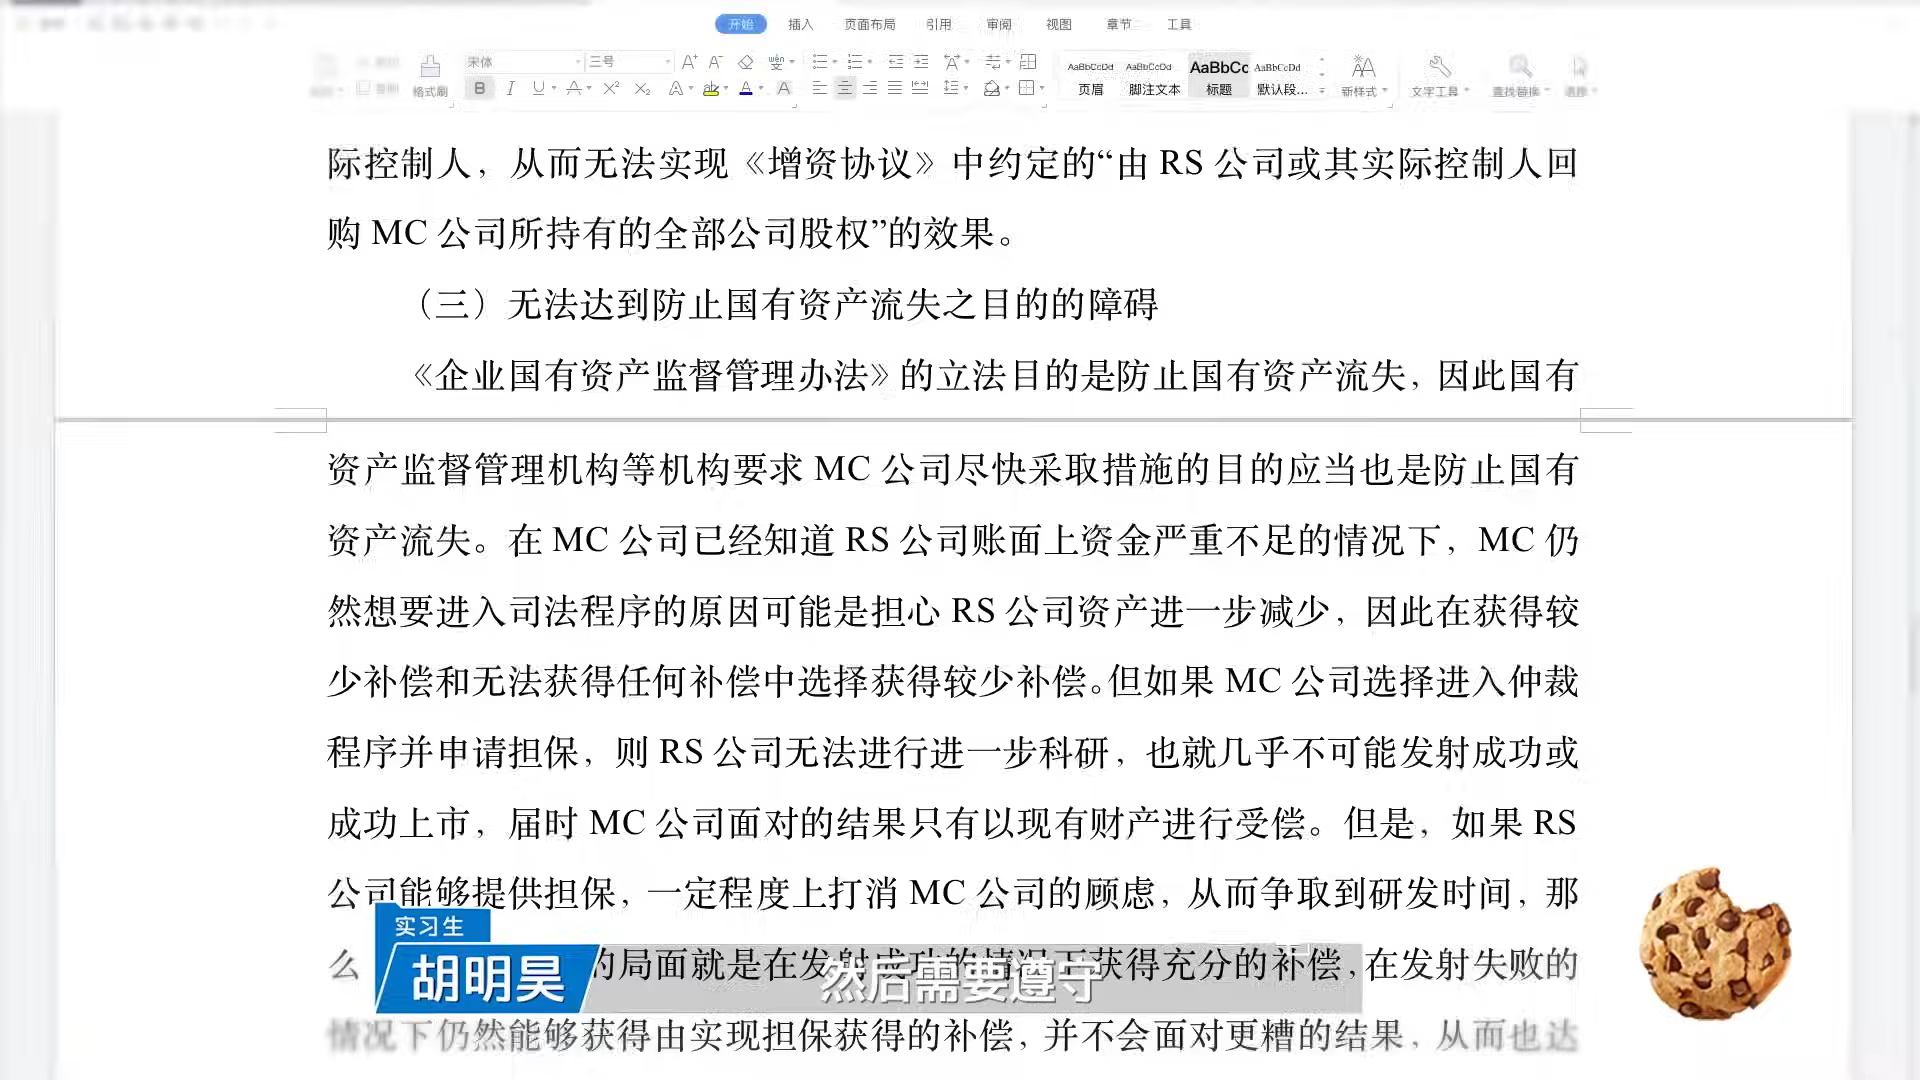 开始 插入 页面布局 引用 审阅 视图 章节 工具
宋体 三号 AaBbCcDd AaBbCcDd AaBbCc AaBbCcDd
格式刷 页眉 脚注文本 标题 默认段... 新样式 文字工具 查找替换
际控制人，从而无法实现《增资协议》中约定的“由 RS 公司或其实际控制人回
购 MC 公司所持有的全部公司股权”的效果。
（三）无法达到防止国有资产流失之目的的障碍
《企业国有资产监督管理办法》的立法目的是防止国有资产流失，因此国有
资产监督管理机构等机构要求 MC 公司尽快采取措施的目的应当也是防止国有
资产流失。在 MC 公司已经知道 RS 公司账面上资金严重不足的情况下，MC 仍
然想要进入司法程序的原因可能是担心 RS 公司资产进一步减少，因此在获得较
少补偿和无法获得任何补偿中选择获得较少补偿。但如果 MC 公司选择进入仲裁
程序并申请担保，则 RS 公司无法进行进一步科研，也就几乎不可能发射成功或
成功上市，届时 MC 公司面对的结果只有以现有财产进行受偿。但是，如果 RS
公司能够提供担保，一定程度上打消 MC 公司的顾虑，从而争取到研发时间，那
么 的局面就是在发射成功的情况下获得充分的补偿，在发射失败的
情况下仍然能够获得由实现担保获得的补偿，并不会面对更糟的结果，从而也达
实习生
胡明昊
然后需要遵守